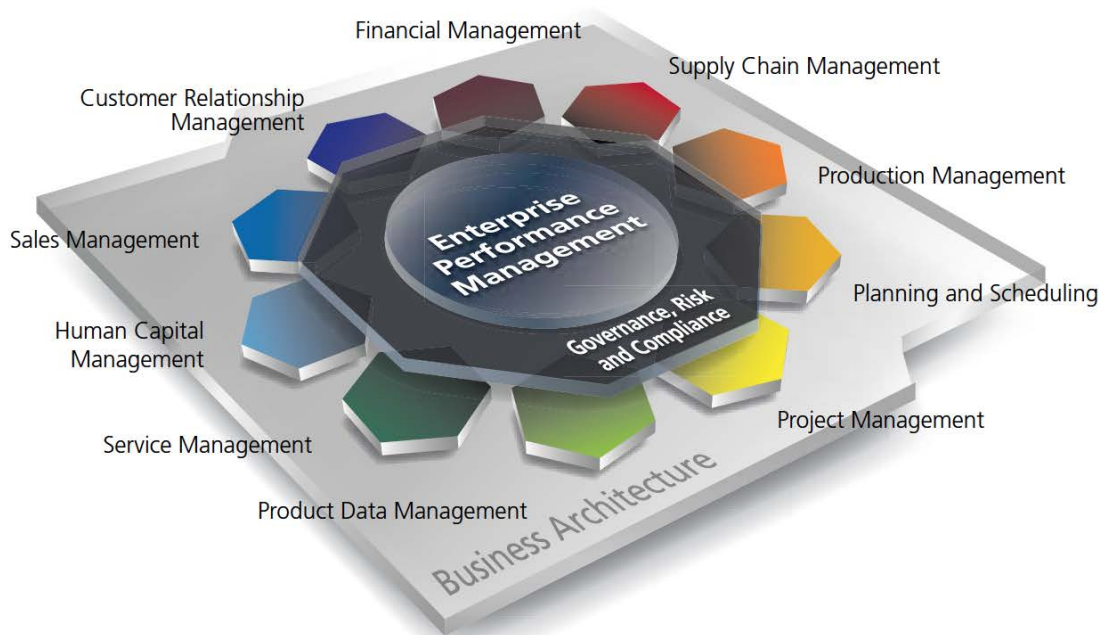 Financial Management
Supply Chain Management
Customer Relationship
Management
Production Management
Sales Management
Enterprise
Performance
Management
Planning and Scheduling
Governance, Risk
and Compliance
Human Capital
Management
Project Management
Service Management
Product Data Management
Business Architecture